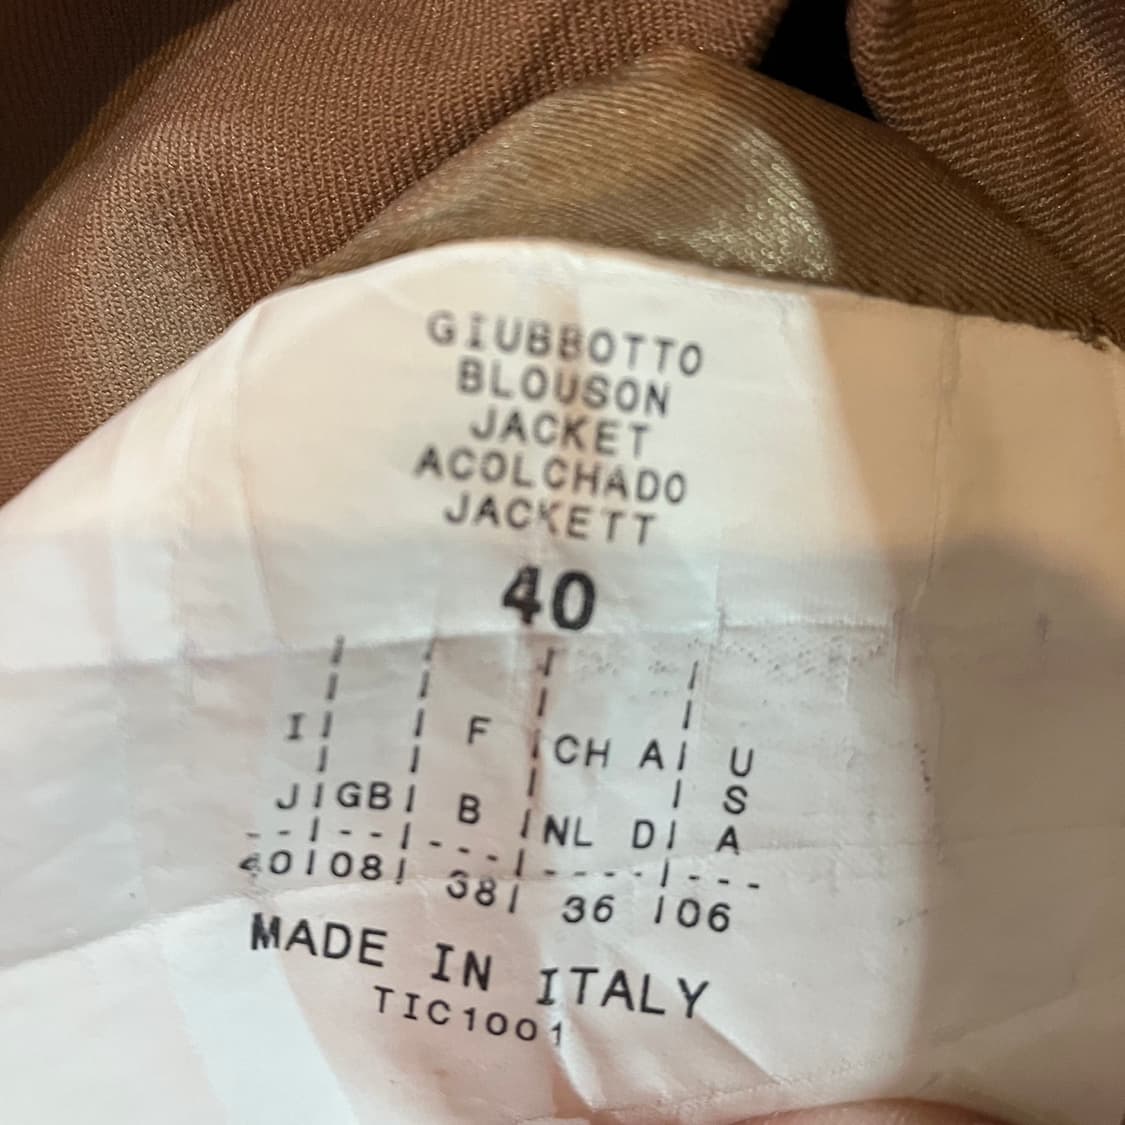 GIUBBOTTO
BLOUSON
JACKET
ACOLCHADO
JACKETT
40
I | | F | CH A | U
J | GB | B | NL D | S
A
40 | 08 | 38 | 36 | 06
MADE IN ITALY
TIC1001